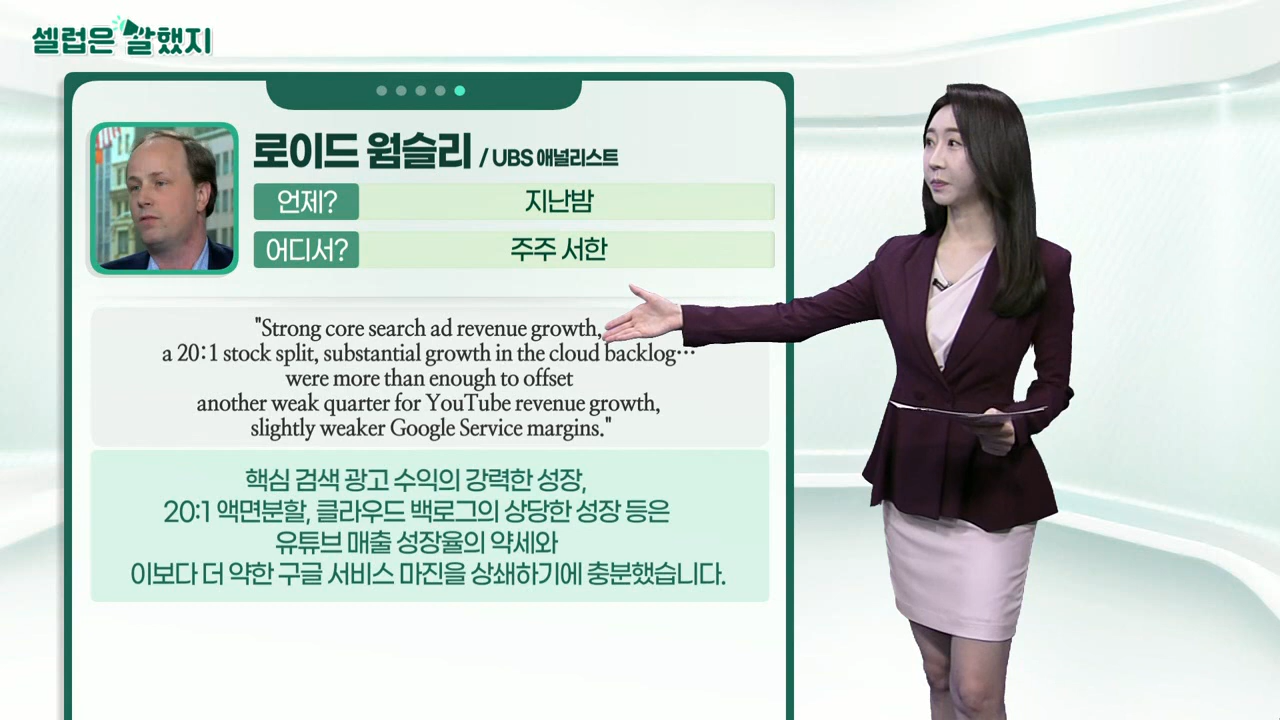 셀럽은 말했지
로이드 웜슬리 / UBS 애널리스트
언제? 지난밤
어디서? 주주 서한
"Strong core search ad revenue growth,
a 20:1 stock split, substantial growth in the cloud backlog…
were more than enough to offset
another weak quarter for YouTube revenue growth,
slightly weaker Google Service margins."
핵심 검색 광고 수익의 강력한 성장,
20:1 액면분할, 클라우드 백로그의 상당한 성장 등은
유튜브 매출 성장율의 약세와
이보다 더 약한 구글 서비스 마진을 상쇄하기에 충분했습니다.